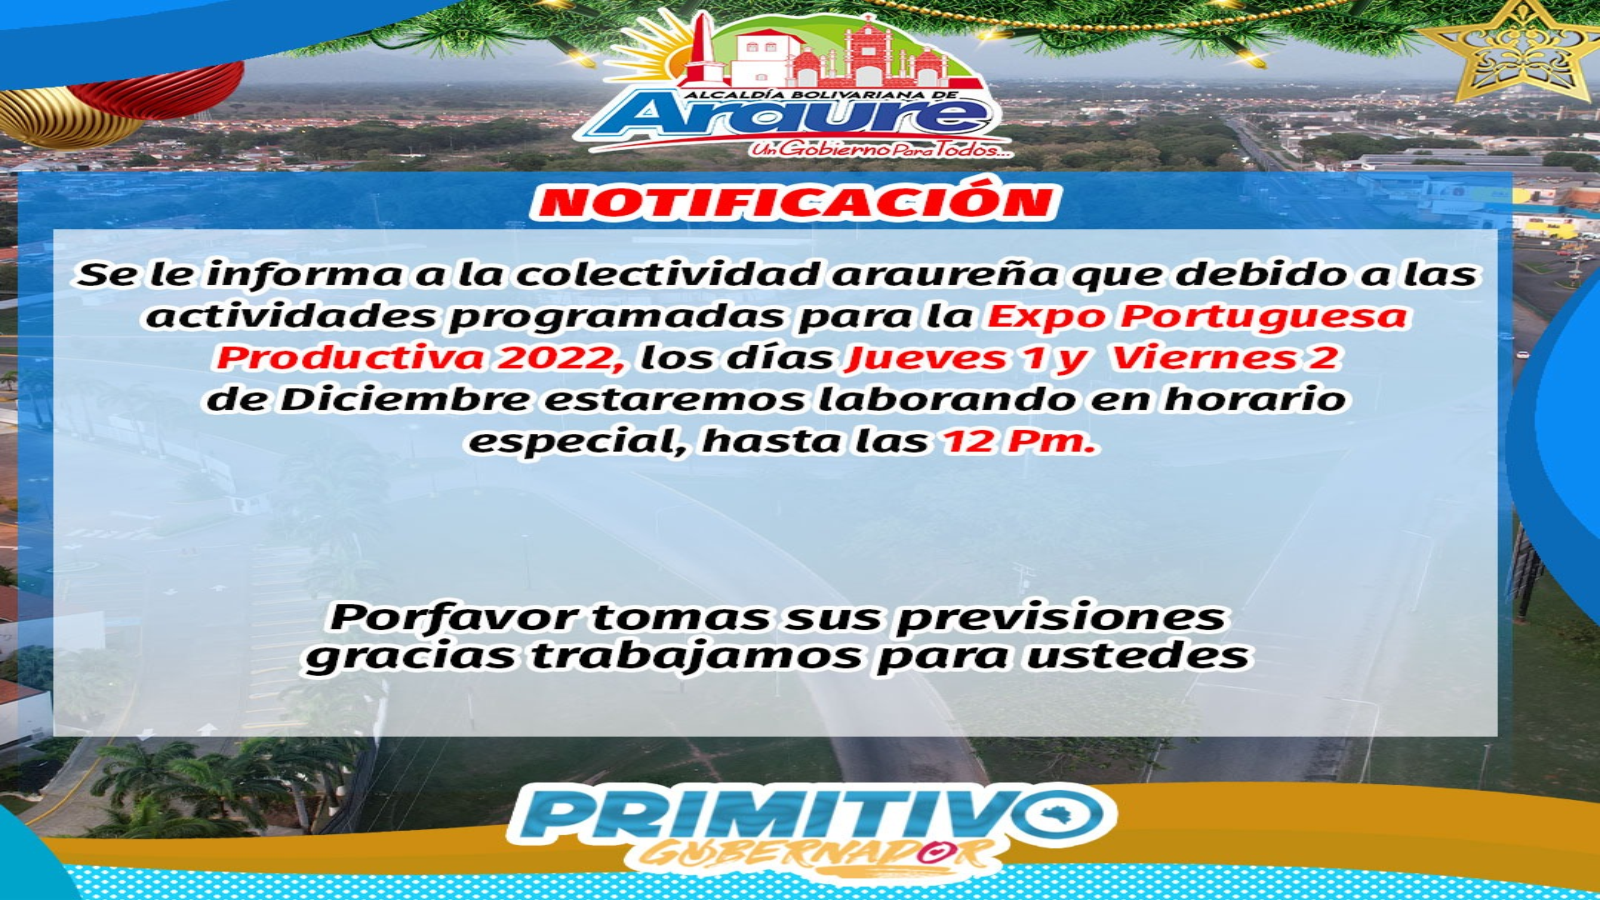 ALCALDÍA BOLIVARIANA DE
Araure
Un Gobierno Para Todos...
NOTIFICACIÓN
Se le informa a la colectividad araureña que debido a las
actividades programadas para la Expo Portuguesa
Productiva 2022, los días Jueves 1 y Viernes 2
de Diciembre estaremos laborando en horario
especial, hasta las 12 Pm.
Porfavor tomas sus previsiones
gracias trabajamos para ustedes
PRIMITIVO
GOBERNADOR